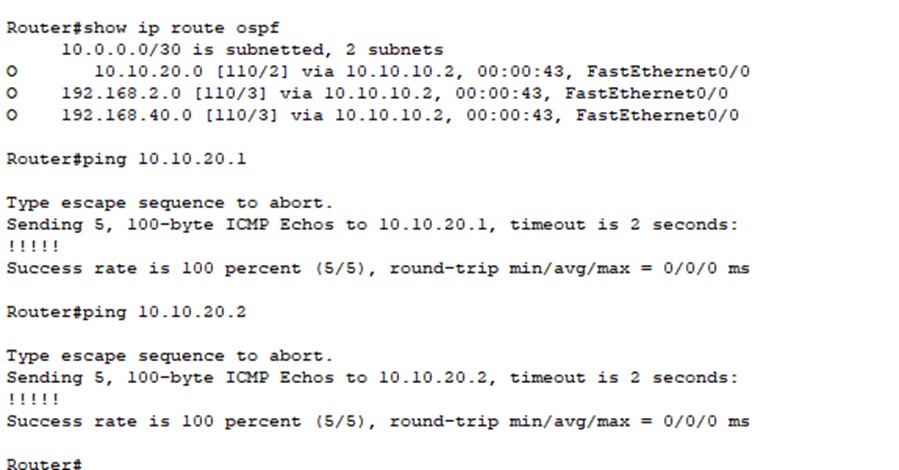 Router#show ip route ospf
10.0.0.0/30 is subnetted, 2 subnets
O 10.10.20.0 [110/2] via 10.10.10.2, 00:00:43, FastEthernet0/0
O 192.168.2.0 [110/3] via 10.10.10.2, 00:00:43, FastEthernet0/0
O 192.168.40.0 [110/3] via 10.10.10.2, 00:00:43, FastEthernet0/0
Router#ping 10.10.20.1
Type escape sequence to abort.
Sending 5, 100-byte ICMP Echos to 10.10.20.1, timeout is 2 seconds:
!!!!!
Success rate is 100 percent (5/5), round-trip min/avg/max = 0/0/0 ms
Router#ping 10.10.20.2
Type escape sequence to abort.
Sending 5, 100-byte ICMP Echos to 10.10.20.2, timeout is 2 seconds:
!!!!!
Success rate is 100 percent (5/5), round-trip min/avg/max = 0/0/0 ms
Router#